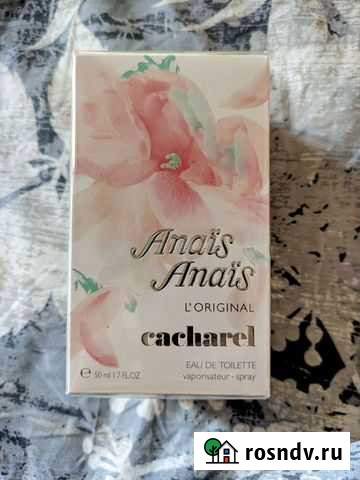 Anaïs
Anaïs
L'ORIGINAL
cacharel
EAU DE TOILETTE
vaporisateur - spray
℮ 50 ml 1.7 FL.OZ
rosndv.ru